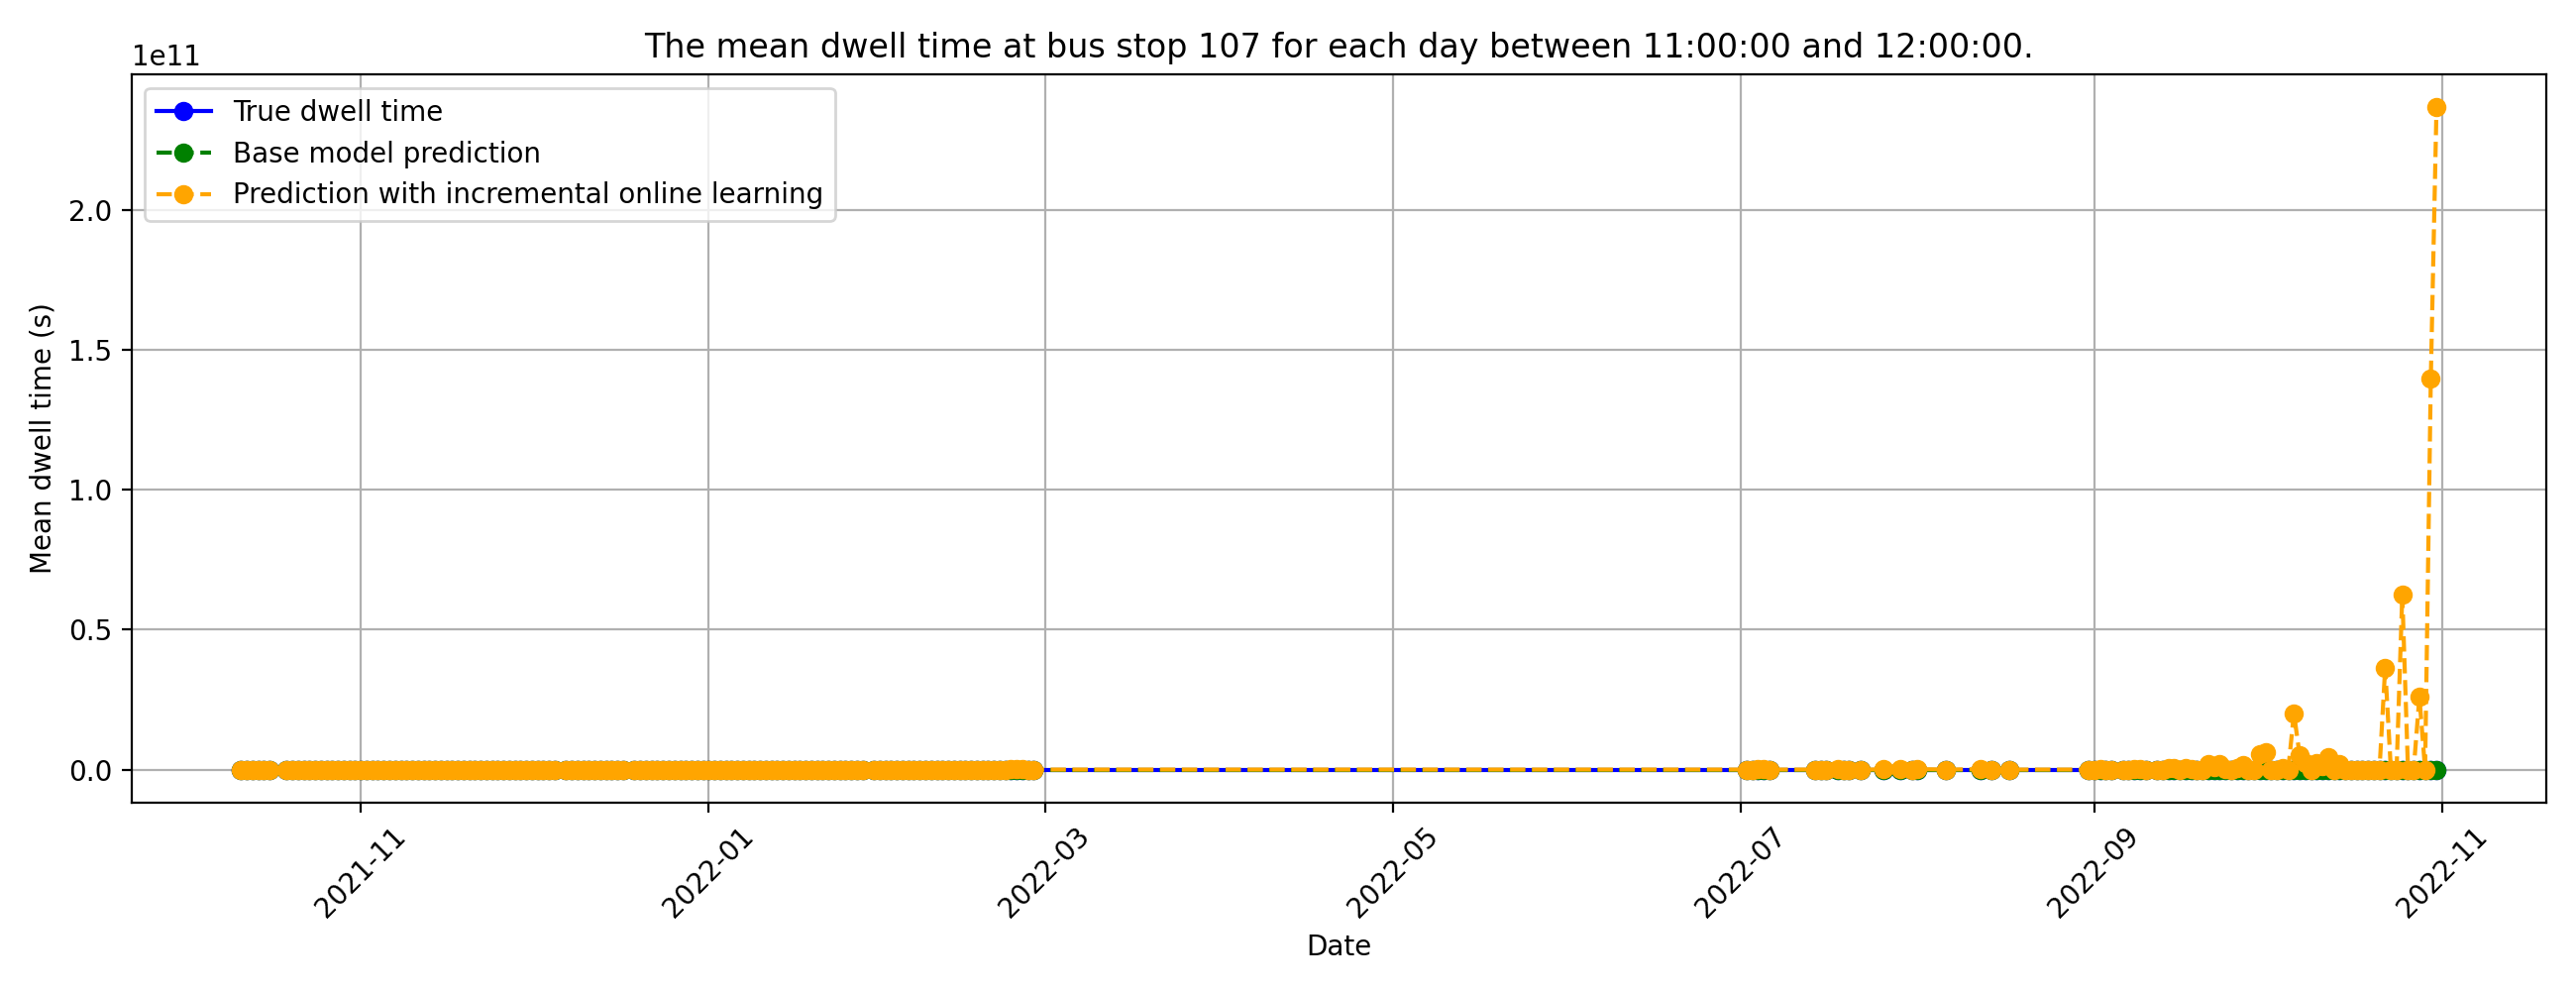 The mean dwell time at bus stop 107 for each day between 11:00:00 and 12:00:00.
1e11
True dwell time
Base model prediction
Prediction with incremental online learning
2.0
1.5
1.0
0.5
0.0
Mean dwell time (s)
2021-11
2022-01
2022-03
2022-05
2022-07
2022-09
2022-11
Date